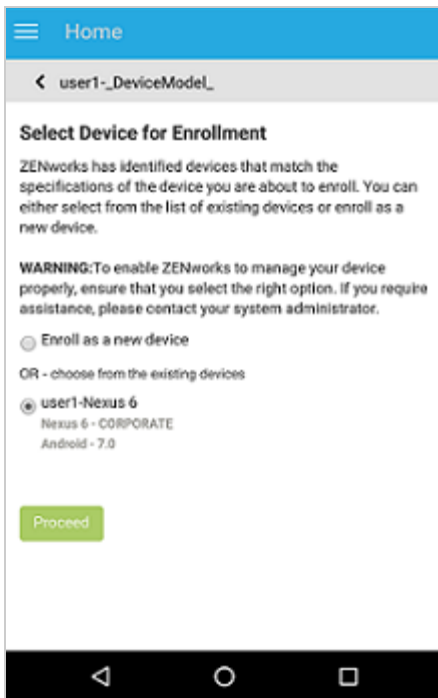 Home
user1-_DeviceModel_
Select Device for Enrollment
ZENworks has identified devices that match the
specifications of the device you are about to enroll. You can
either select from the list of existing devices or enroll as a
new device.
WARNING:To enable ZENworks to manage your device
properly, ensure that you select the right option. If you require
assistance, please contact your system administrator.
Enroll as a new device
OR - choose from the existing devices
user1-Nexus 6
Nexus 6 - CORPORATE
Android - 7.0
Proceed